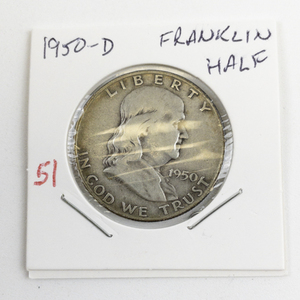 1950-D
FRANKLIN
HALF
LIBERTY
1950
IN GOD WE TRUST
51